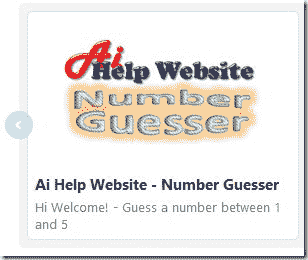 Ai
Help Website
Number
Guesser
Ai Help Website - Number Guesser
Hi Welcome! - Guess a number between 1
and 5